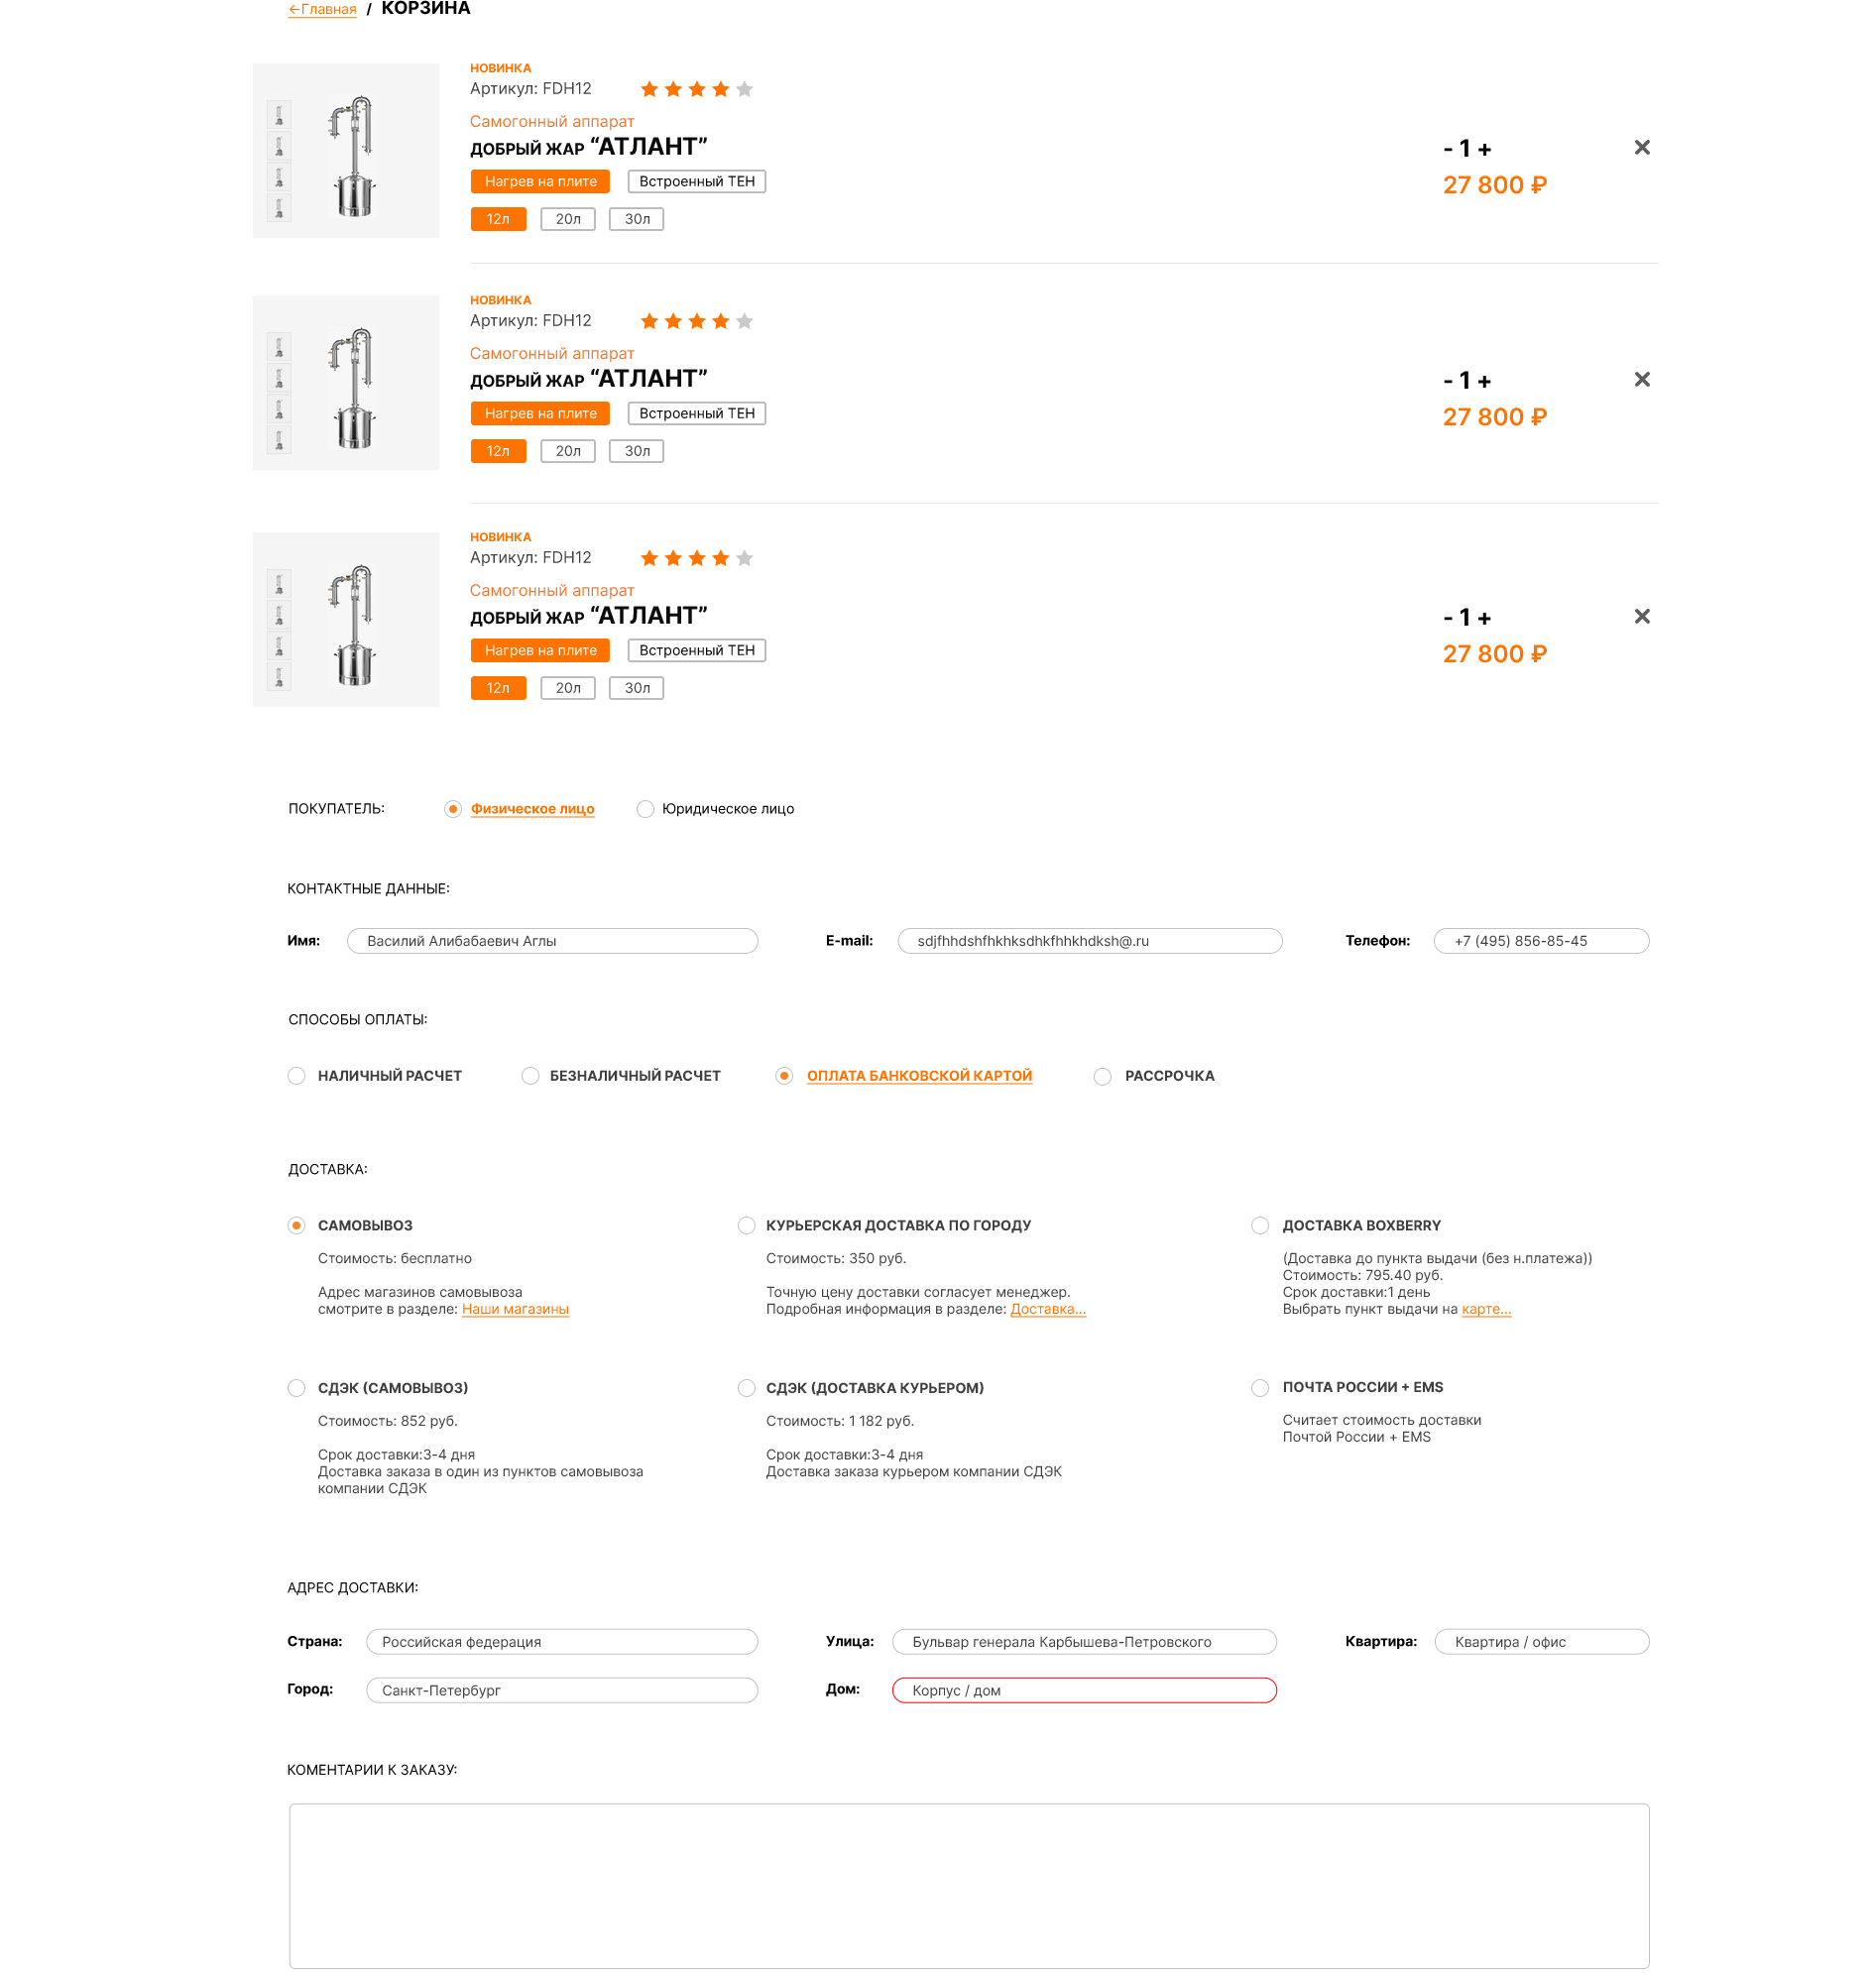 ←Главная / КОРЗИНА
НОВИНКА
Артикул: FDH12
Самогонный аппарат
ДОБРЫЙ ЖАР “АТЛАНТ”
- 1 +
Нагрев на плите Встроенный ТЕН
27 800 ₽
12л 20л 30л
НОВИНКА
Артикул: FDH12
Самогонный аппарат
ДОБРЫЙ ЖАР “АТЛАНТ”
- 1 +
Нагрев на плите Встроенный ТЕН
27 800 ₽
12л 20л 30л
НОВИНКА
Артикул: FDH12
Самогонный аппарат
ДОБРЫЙ ЖАР “АТЛАНТ”
- 1 +
Нагрев на плите Встроенный ТЕН
27 800 ₽
12л 20л 30л
ПОКУПАТЕЛЬ: Физическое лицо Юридическое лицо
КОНТАКТНЫЕ ДАННЫЕ:
Имя: Василий Алибабаевич Аглы E-mail: sdjfhhdshfhkhksdhkfhhkhdksh@.ru Телефон: +7 (495) 856-85-45
СПОСОБЫ ОПЛАТЫ:
НАЛИЧНЫЙ РАСЧЕТ БЕЗНАЛИЧНЫЙ РАСЧЕТ ОПЛАТА БАНКОВСКОЙ КАРТОЙ РАССРОЧКА
ДОСТАВКА:
САМОВЫВОЗ
Стоимость: бесплатно
Адрес магазинов самовывоза
смотрите в разделе: Наши магазины
КУРЬЕРСКАЯ ДОСТАВКА ПО ГОРОДУ
Стоимость: 350 руб.
Точную цену доставки согласует менеджер.
Подробная информация в разделе: Доставка...
ДОСТАВКА BOXBERRY
(Доставка до пункта выдачи (без н.платежа))
Стоимость: 795.40 руб.
Срок доставки:1 день
Выбрать пункт выдачи на карте...
СДЭК (САМОВЫВОЗ)
Стоимость: 852 руб.
Срок доставки:3-4 дня
Доставка заказа в один из пунктов самовывоза
компании СДЭК
СДЭК (ДОСТАВКА КУРЬЕРОМ)
Стоимость: 1 182 руб.
Срок доставки:3-4 дня
Доставка заказа курьером компании СДЭК
ПОЧТА РОССИИ + EMS
Считает стоимость доставки
Почтой России + EMS
АДРЕС ДОСТАВКИ:
Страна: Российская федерация Улица: Бульвар генерала Карбышева-Петровского Квартира: Квартира / офис
Город: Санкт-Петербург Дом: Корпус / дом
КОМЕНТАРИИ К ЗАКАЗУ: